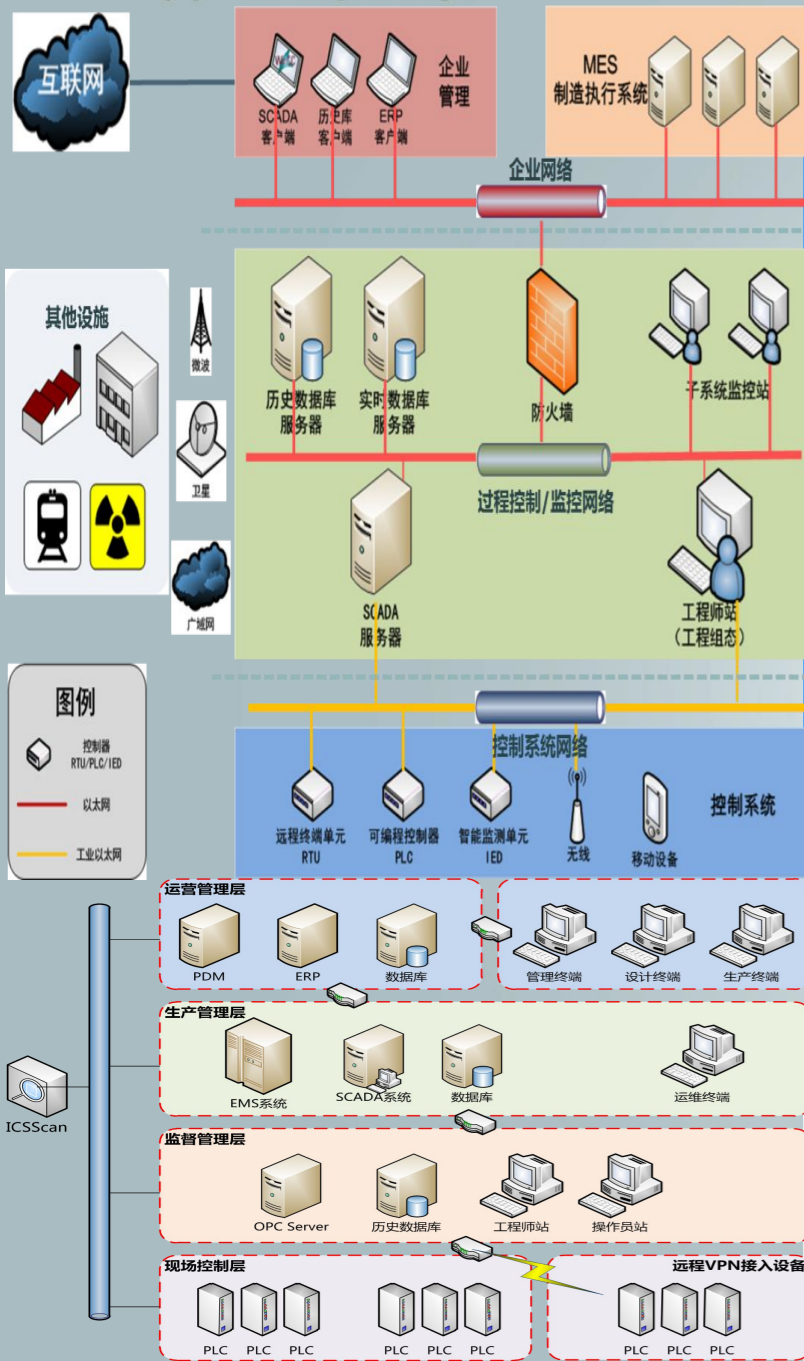 互联网
SCADA
客户端
历史库
客户端
ERP
客户端
企业
管理
MES
制造执行系统
企业网络
其他设施
微波
卫星
广域网
历史数据库
服务器
实时数据库
服务器
防火墙
子系统监控站
过程控制/监控网络
SCADA
服务器
工程师站
(工程组态)
图例
控制器
RTU/PLC/IED
以太网
工业以太网
控制系统网络
远程终端单元
RTU
可编程控制器
PLC
智能监测单元
IED
无线
移动设备
控制系统
运营管理层
PDM
ERP
数据库
管理终端
设计终端
生产终端
生产管理层
EMS系统
SCADA系统
数据库
运维终端
ICSScan
监督管理层
OPC Server
历史数据库
工程师站
操作员站
现场控制层
PLC
PLC
PLC
PLC
PLC
PLC
远程VPN接入设备
PLC
PLC
PLC